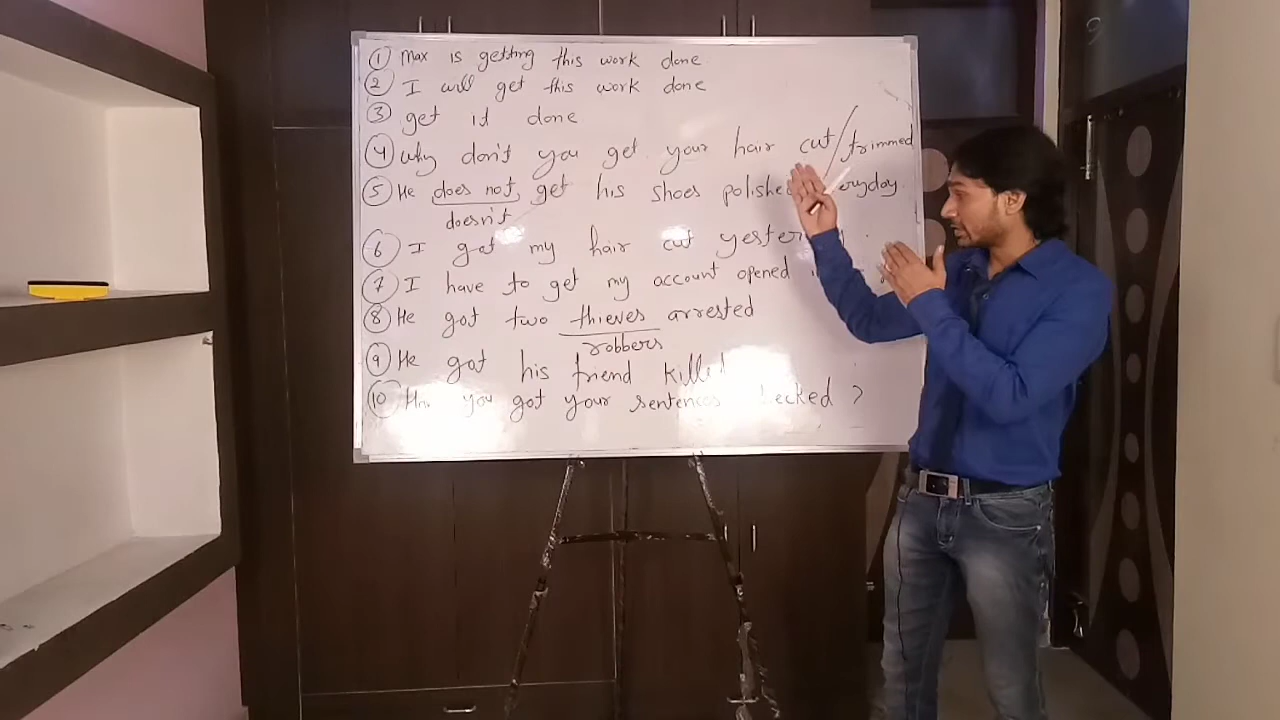 ① Max is getting this work done.
② I will get this work done
③ get it done
④ Why don't you get your hair cut/trimmed
⑤ He does not get his shoes polished everyday.
doesn't
⑥ I got my hair cut yesterday.
⑦ I have to get my account opened
⑧ He got two thieves arrested
robbers
⑨ He got his friend killed
⑩ you got your sentences ?